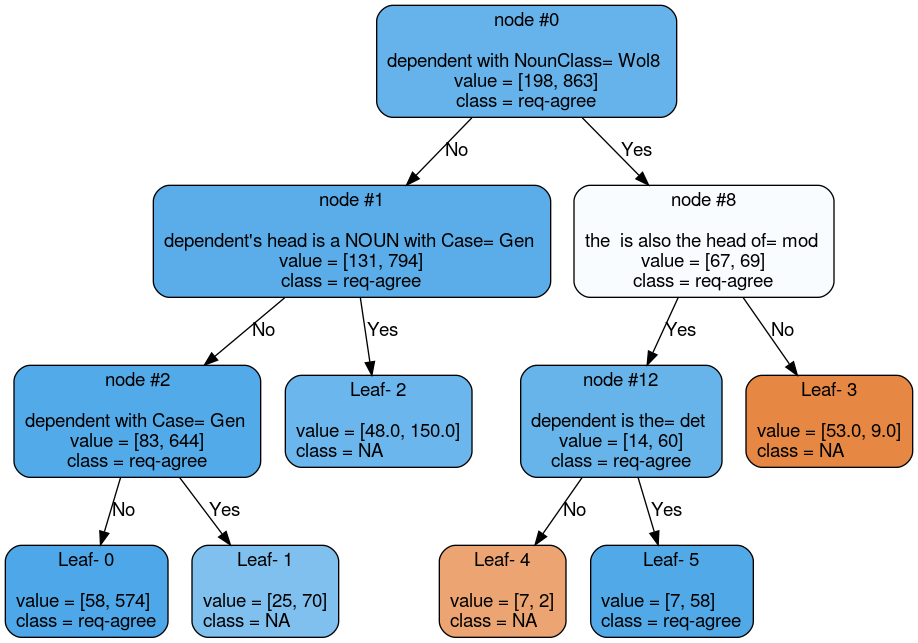 node #0
dependent with NounClass= Wol8
value = [198, 863]
class = req-agree
No
Yes
node #1
dependent's head is a NOUN with Case= Gen
value = [131, 794]
class = req-agree
node #8
the  is also the head of= mod
value = [67, 69]
class = req-agree
No
Yes
Yes
No
node #2
dependent with Case= Gen
value = [83, 644]
class = req-agree
Leaf- 2
value = [48.0, 150.0]
class = NA
node #12
dependent is the= det
value = [14, 60]
class = req-agree
Leaf- 3
value = [53.0, 9.0]
class = NA
No
Yes
No
Yes
Leaf- 0
value = [58, 574]
class = req-agree
Leaf- 1
value = [25, 70]
class = NA
Leaf- 4
value = [7, 2]
class = NA
Leaf- 5
value = [7, 58]
class = req-agree